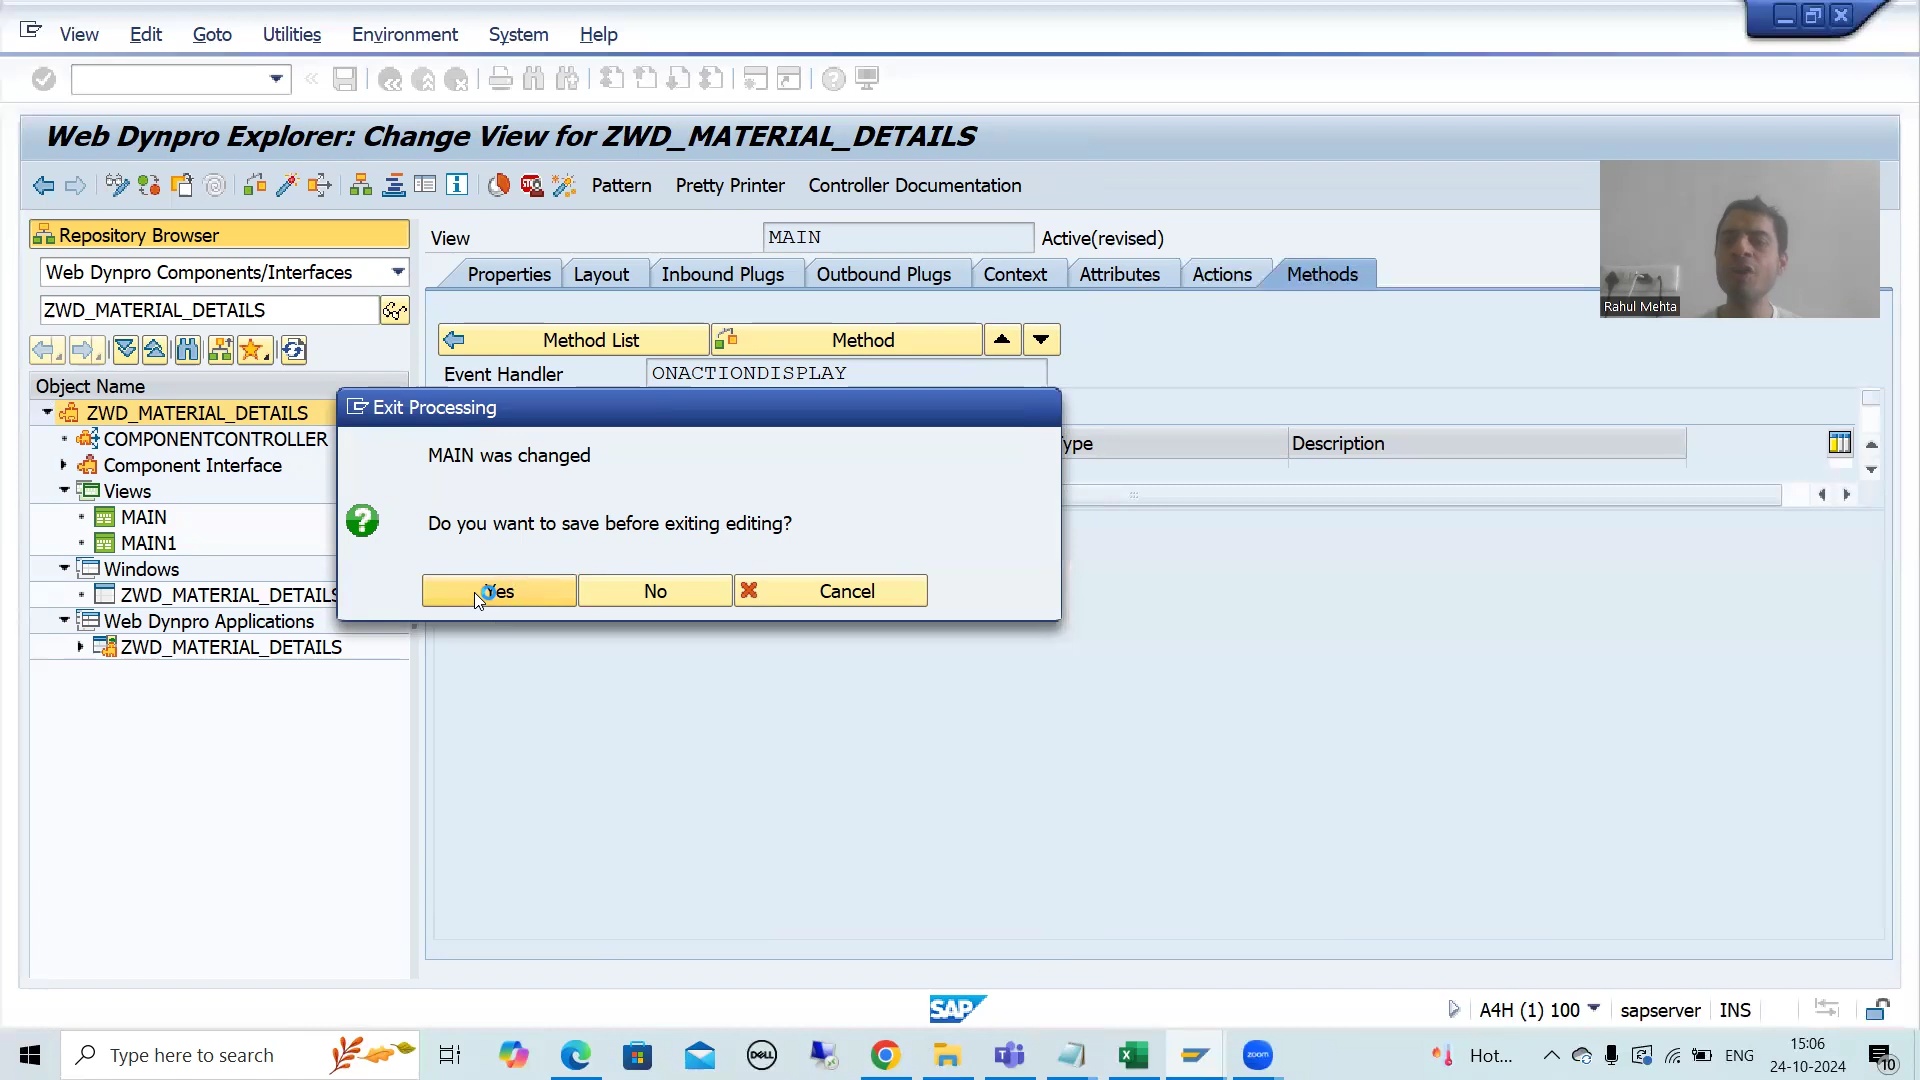 View Edit Goto Utilities Environment System Help
Web Dynpro Explorer: Change View for ZWD_MATERIAL_DETAILS
Pattern Pretty Printer Controller Documentation
Repository Browser
Web Dynpro Components/Interfaces
ZWD_MATERIAL_DETAILS
Object Name
ZWD_MATERIAL_DETAILS
COMPONENTCONTROLLER
Component Interface
Views
MAIN
MAIN1
Windows
ZWD_MATERIAL_DETAILS
Web Dynpro Applications
ZWD_MATERIAL_DETAILS
View MAIN Active(revised)
Properties Layout Inbound Plugs Outbound Plugs Context Attributes Actions Methods
Method List Method
Event Handler ONACTIONDISPLAY
ype Description
Exit Processing
MAIN was changed
Do you want to save before exiting editing?
Yes No Cancel
Rahul Mehta
SAP
A4H (1) 100 sapserver INS
Type here to search
DELL
zoom
Hot...
ENG
15:06
24-10-2024
10